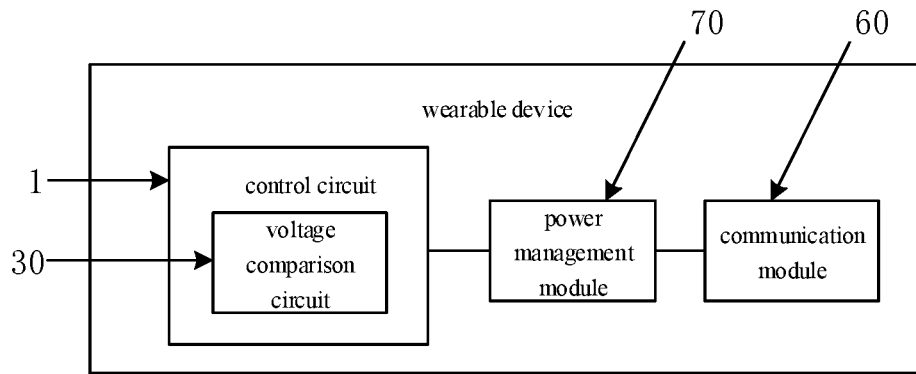 70
60
wearable device
1
control circuit
30
voltage
comparison
circuit
power
management
module
communication
module